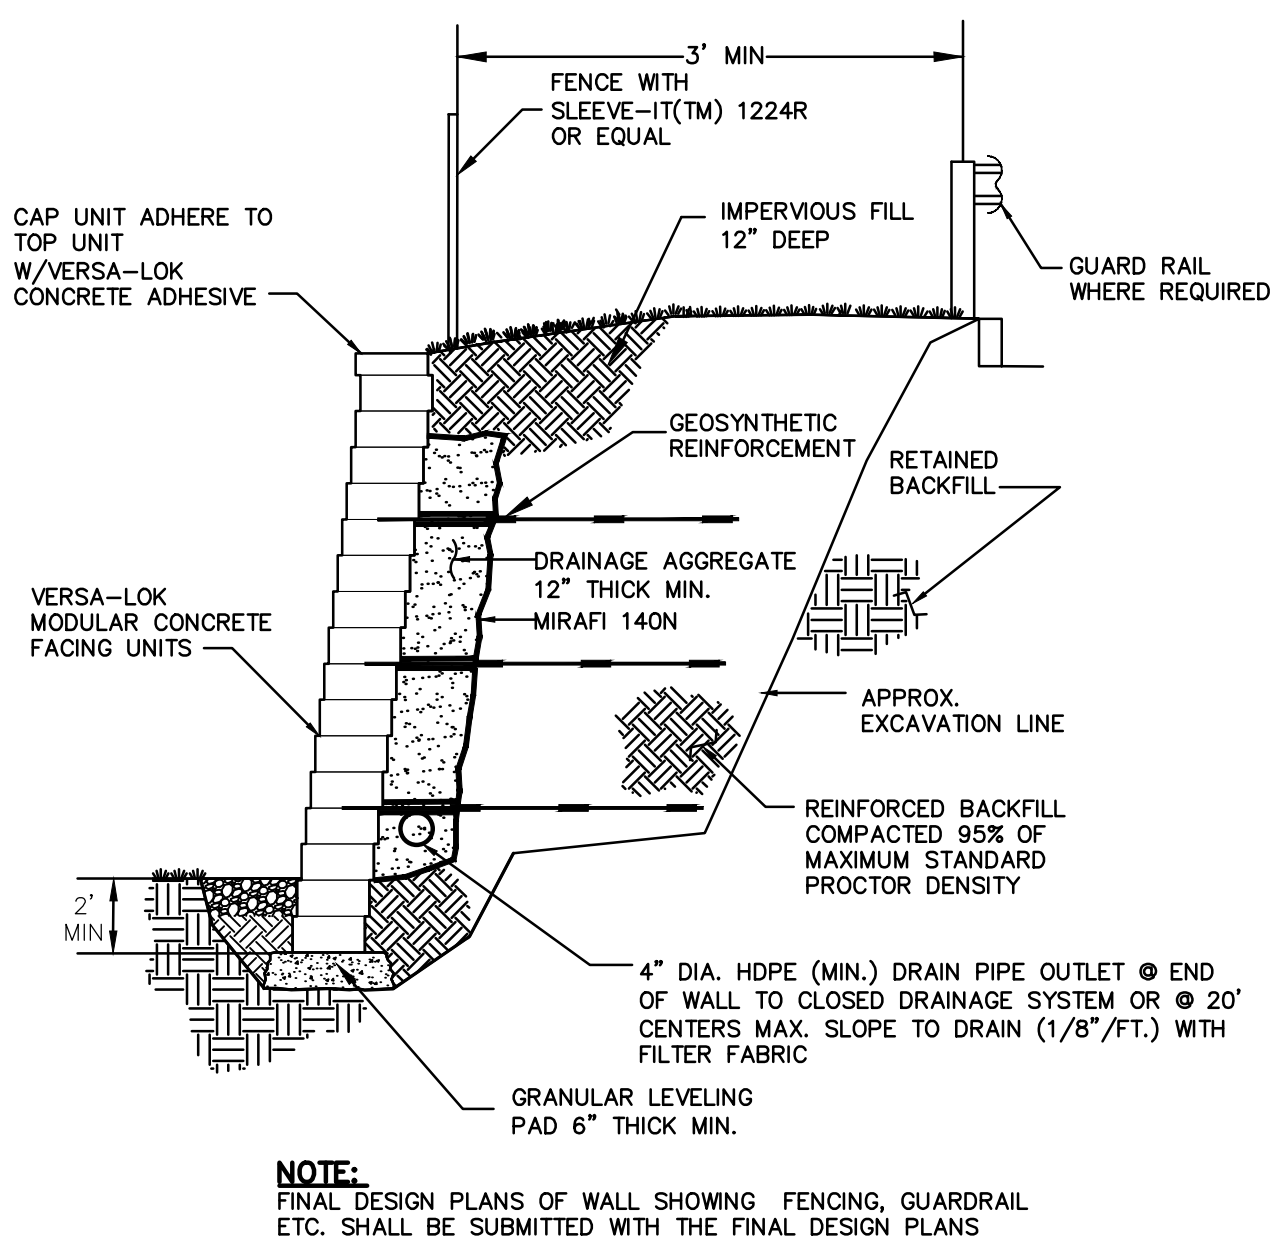 3' MIN
FENCE WITH
SLEEVE-IT(TM) 1224R
OR EQUAL
CAP UNIT ADHERE TO
TOP UNIT
W/VERSA-LOK
CONCRETE ADHESIVE
IMPERVIOUS FILL
12" DEEP
GUARD RAIL
WHERE REQUIRED
GEOSYNTHETIC
REINFORCEMENT
RETAINED
BACKFILL
DRAINAGE AGGREGATE
12" THICK MIN.
MIRAFI 140N
VERSA-LOK
MODULAR CONCRETE
FACING UNITS
APPROX.
EXCAVATION LINE
REINFORCED BACKFILL
COMPACTED 95% OF
MAXIMUM STANDARD
PROCTOR DENSITY
2'
MIN
4" DIA. HDPE (MIN.) DRAIN PIPE OUTLET @ END
OF WALL TO CLOSED DRAINAGE SYSTEM OR @ 20'
CENTERS MAX. SLOPE TO DRAIN (1/8"/FT.) WITH
FILTER FABRIC
GRANULAR LEVELING
PAD 6" THICK MIN.
NOTE:
FINAL DESIGN PLANS OF WALL SHOWING FENCING, GUARDRAIL
ETC. SHALL BE SUBMITTED WITH THE FINAL DESIGN PLANS